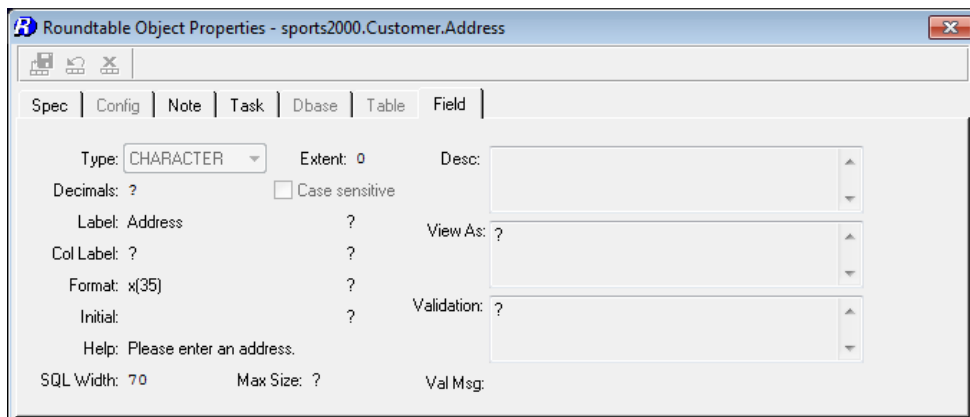 Roundtable Object Properties - sports2000.Customer.Address
Spec Config Note Task Dbase Table Field
Type: CHARACTER Extent: 0 Desc:
Decimals: ? Case sensitive
Label: Address ? View As: ?
Col Label: ? ?
Format: x(35) ? Validation: ?
Initial: ?
Help: Please enter an address.
SQL Width: 70 Max Size: ? Val Msg: